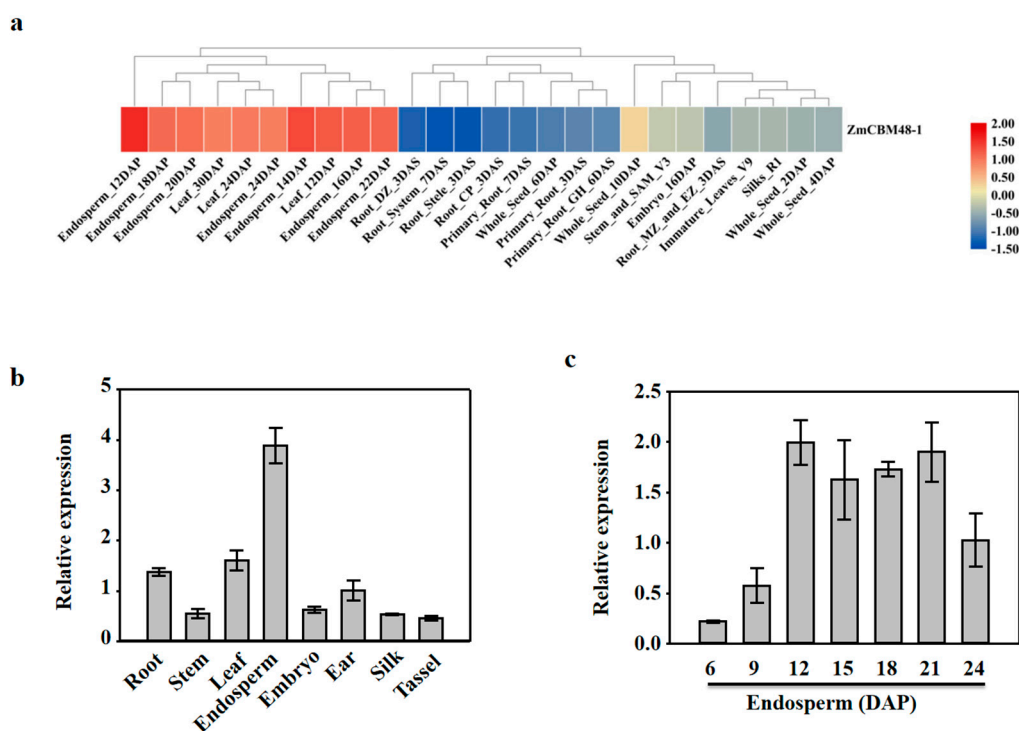 a
ZmCBM48-1
Endosperm_12DAP
Endosperm_18DAP
Endosperm_20DAP
Leaf_30DAP
Leaf_24DAP
Endosperm_24DAP
Endosperm_14DAP
Leaf_12DAP
Endosperm_16DAP
Endosperm_22DAP
Root_DZ_3DAS
Root_System_7DAS
Root_Stele_3DAS
Root_CP_3DAS
Primary_Root_7DAS
Whole_Seed_6DAP
Primary_Root_3DAS
Primary_Root_GH_6DAS
Whole_Seed_10DAP
Stem_and_SAM_V3
Embryo_16DAP
Root_MZ_and_EZ_3DAS
Immature_Leaves_V9
Silks_R1
Whole_Seed_2DAP
Whole_Seed_4DAP
2.00
1.50
1.00
0.50
0.00
-0.50
-1.00
-1.50
b
Relative expression
5
4
3
2
1
0
Root
Stem
Leaf
Endosperm
Embryo
Ear
Silk
Tassel
c
Relative expression
2.5
2.0
1.5
1.0
0.5
0.0
6 9 12 15 18 21 24
Endosperm (DAP)